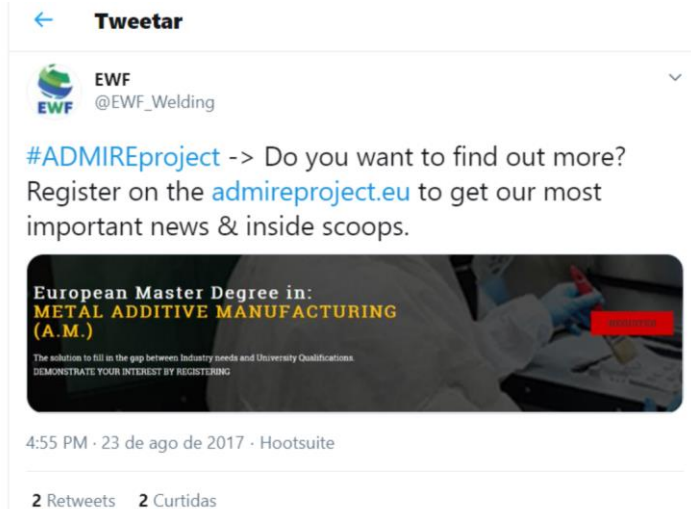 Tweetar
EWF
EWF
@EWF_Welding
#ADMIREproject -> Do you want to find out more?
Register on the admireproject.eu to get our most
important news & inside scoops.
European Master Degree in:
METAL ADDITIVE MANUFACTURING
(A.M.)
REGISTER
The solution to fill in the gap between Industry needs and University Qualifications.
DEMONSTRATE YOUR INTEREST BY REGISTERING
4:55 PM · 23 de ago de 2017 · Hootsuite
2 Retweets 2 Curtidas